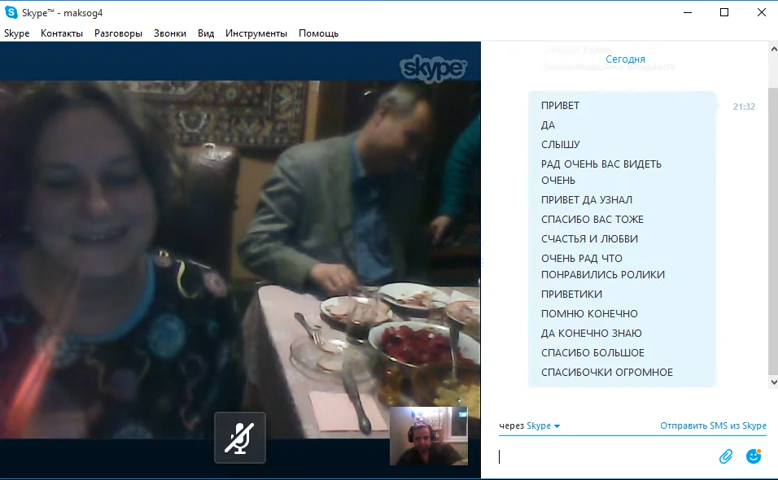 Skype™ - maksog4
Skype Контакты Разговоры Звонки Вид Инструменты Помощь
skype
Сегодня
ПРИВЕТ
21:32
ДА
СЛЫШУ
РАД ОЧЕНЬ ВАС ВИДЕТЬ
ОЧЕНЬ
ПРИВЕТ ДА УЗНАЛ
СПАСИБО ВАС ТОЖЕ
СЧАСТЬЯ И ЛЮБВИ
ОЧЕНЬ РАД ЧТО
ПОНРАВИЛИСЬ РОЛИКИ
ПРИВЕТИКИ
ПОМНЮ КОНЕЧНО
ДА КОНЕЧНО ЗНАЮ
СПАСИБО БОЛЬШОЕ
СПАСИБОЧКИ ОГРОМНОЕ
через Skype
Отправить SMS из Skype